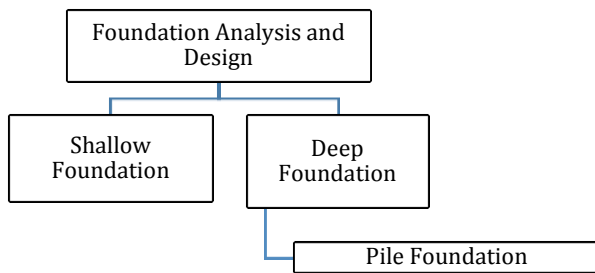 Foundation Analysis and
Design
Shallow
Foundation
Deep
Foundation
Pile Foundation